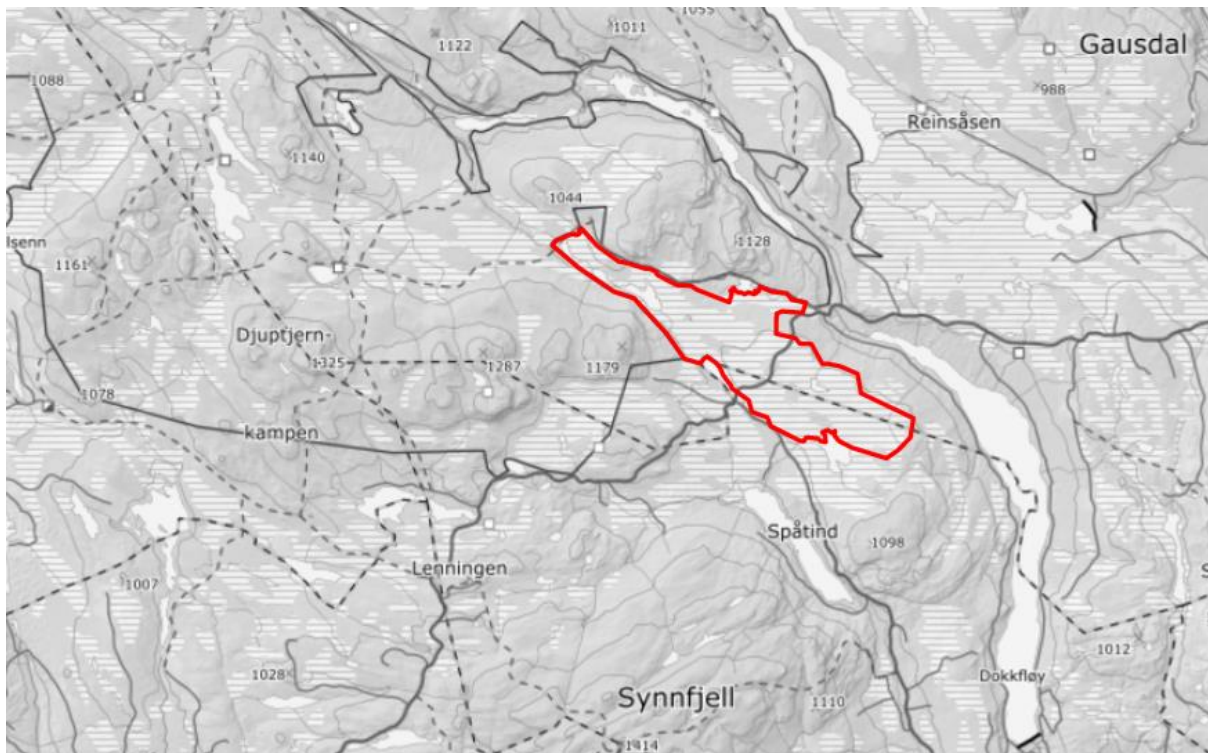 1055
1011
1122
Gausdal
1088
988
Reinsåsen
1140
1044
1128
lsenn
1161
Djuptjern-
1325
1287
1179
1078
kampen
Spåtind
1098
Lenningen
1007
1012
1028
Dokkfløy
Synnfjell
1110
1414
S